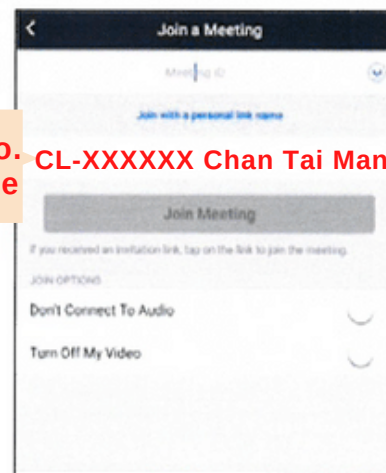 Join a Meeting
Meeting ID
Join with a personal link name
o. CL-XXXXXX Chan Tai Man
e
Join Meeting
If you received an invitation link, tap on the link to join the meeting.
JOIN OPTIONS
Don't Connect To Audio
Turn Off My Video